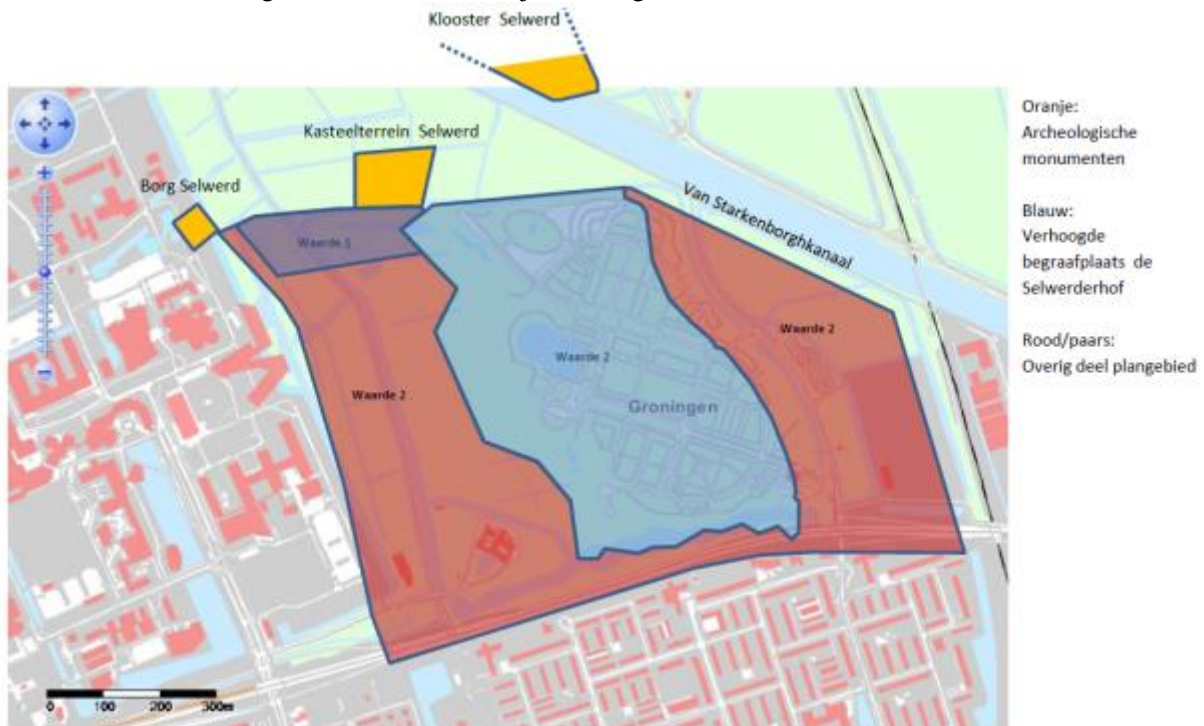 Klooster Selwerd
Kasteelterrein Selwerd
Borg Selwerd
Van Starkenborghkanaal
Waarde 1
Waarde 2
Waarde 2
Waarde 2
Groningen
0 100 200 300m
Oranje:
Archeologische
monumenten
Blauw:
Verhoogde
begraafplaats de
Selwerderhof
Rood/paars:
Overig deel plangebied